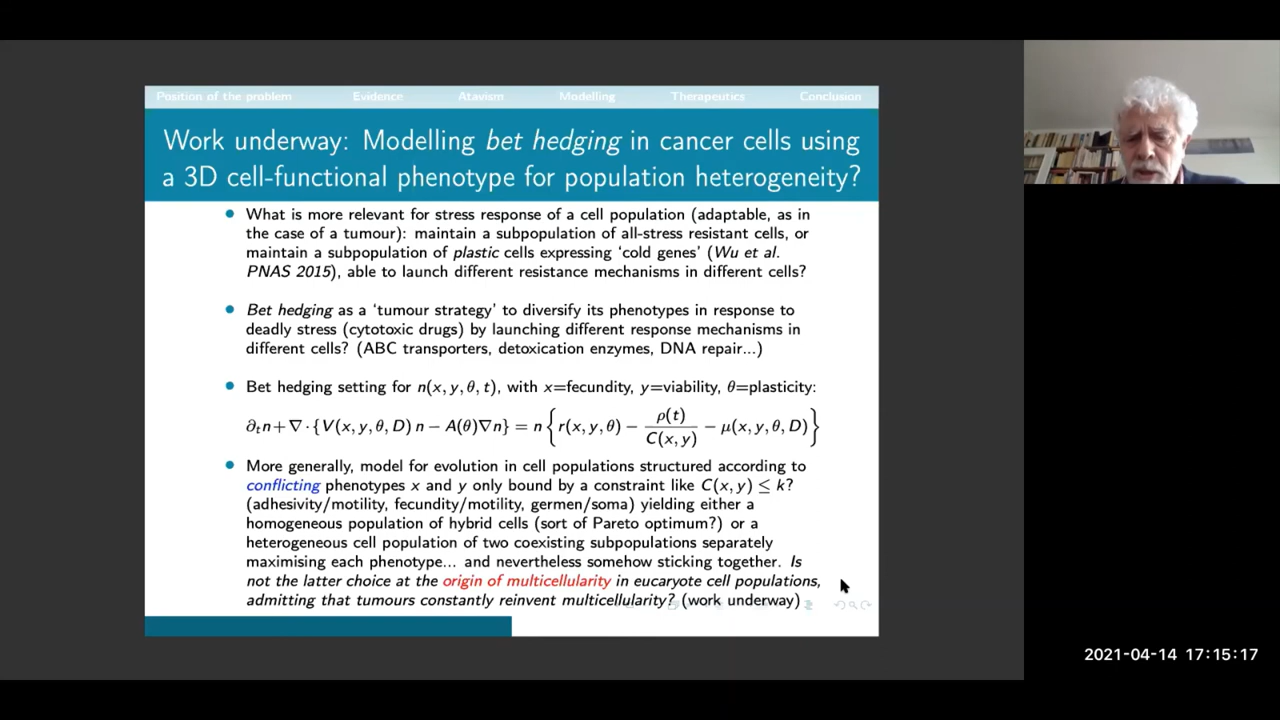 Position of the problem Evidence Atavism Modelling Therapeutics Conclusion
Work underway: Modelling bet hedging in cancer cells using
a 3D cell-functional phenotype for population heterogeneity?
• What is more relevant for stress response of a cell population (adaptable, as in
the case of a tumour): maintain a subpopulation of all-stress resistant cells, or
maintain a subpopulation of plastic cells expressing ‘cold genes’ (Wu et al.
PNAS 2015), able to launch different resistance mechanisms in different cells?
• Bet hedging as a ‘tumour strategy’ to diversify its phenotypes in response to
deadly stress (cytotoxic drugs) by launching different response mechanisms in
different cells? (ABC transporters, detoxication enzymes, DNA repair...)
• Bet hedging setting for n(x, y, θ, t), with x=fecundity, y=viability, θ=plasticity:
∂ₜn + ∇ · {V(x, y, θ, D) n − A(θ)∇n} = n {r(x, y, θ) − ρ(t)/C(x, y) − μ(x, y, θ, D)}
• More generally, model for evolution in cell populations structured according to
conflicting phenotypes x and y only bound by a constraint like C(x, y) ≤ k?
(adhesivity/motility, fecundity/motility, germen/soma) yielding either a
homogeneous population of hybrid cells (sort of Pareto optimum?) or a
heterogeneous cell population of two coexisting subpopulations separately
maximising each phenotype... and nevertheless somehow sticking together. Is
not the latter choice at the origin of multicellularity in eucaryote cell populations,
admitting that tumours constantly reinvent multicellularity? (work underway)
2021-04-14 17:15:17